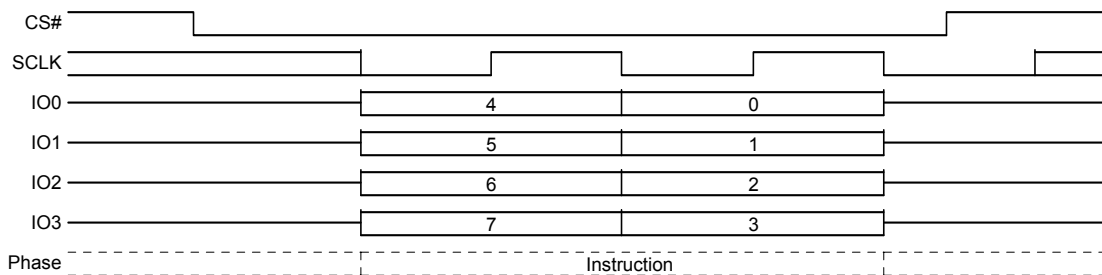 CS#
SCLK
IO0 4 0
IO1 5 1
IO2 6 2
IO3 7 3
Phase Instruction